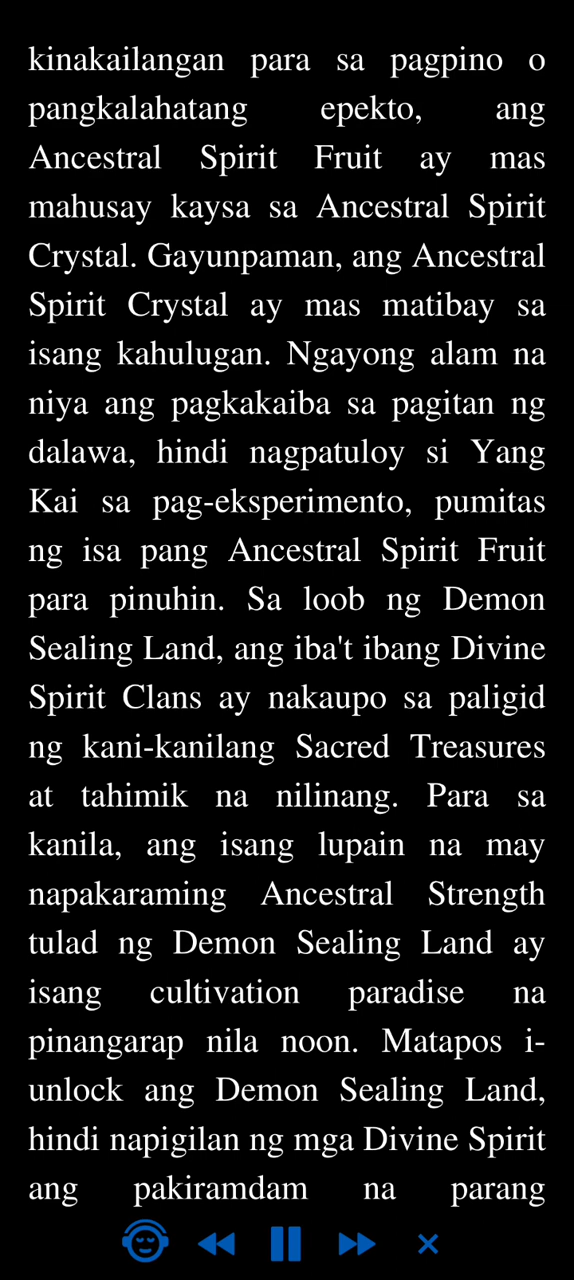 kinakailangan para sa pagpino o
pangkalahatang epekto, ang
Ancestral Spirit Fruit ay mas
mahusay kaysa sa Ancestral Spirit
Crystal. Gayunpaman, ang Ancestral
Spirit Crystal ay mas matibay sa
isang kahulugan. Ngayong alam na
niya ang pagkakaiba sa pagitan ng
dalawa, hindi nagpatuloy si Yang
Kai sa pag-eksperimento, pumitas
ng isa pang Ancestral Spirit Fruit
para pinuhin. Sa loob ng Demon
Sealing Land, ang iba't ibang Divine
Spirit Clans ay nakaupo sa paligid
ng kani-kanilang Sacred Treasures
at tahimik na nilinang. Para sa
kanila, ang isang lupain na may
napakaraming Ancestral Strength
tulad ng Demon Sealing Land ay
isang cultivation paradise na
pinangarap nila noon. Matapos i-
unlock ang Demon Sealing Land,
hindi napigilan ng mga Divine Spirit
ang pakiramdam na parang